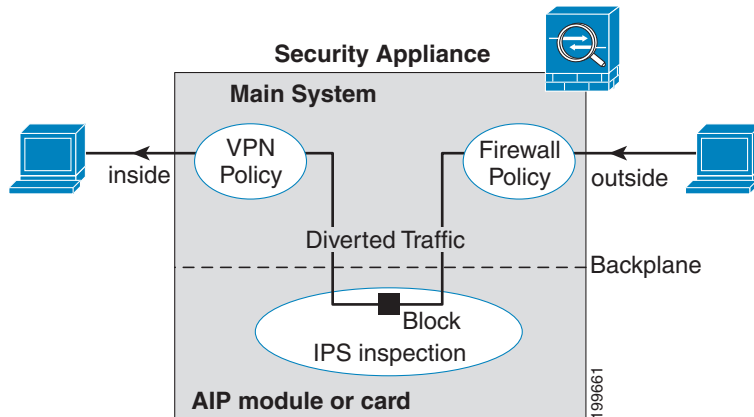 Security Appliance
Main System
VPN
Policy
Firewall
Policy
inside
outside
Diverted Traffic
Backplane
Block
IPS inspection
AIP module or card
199661